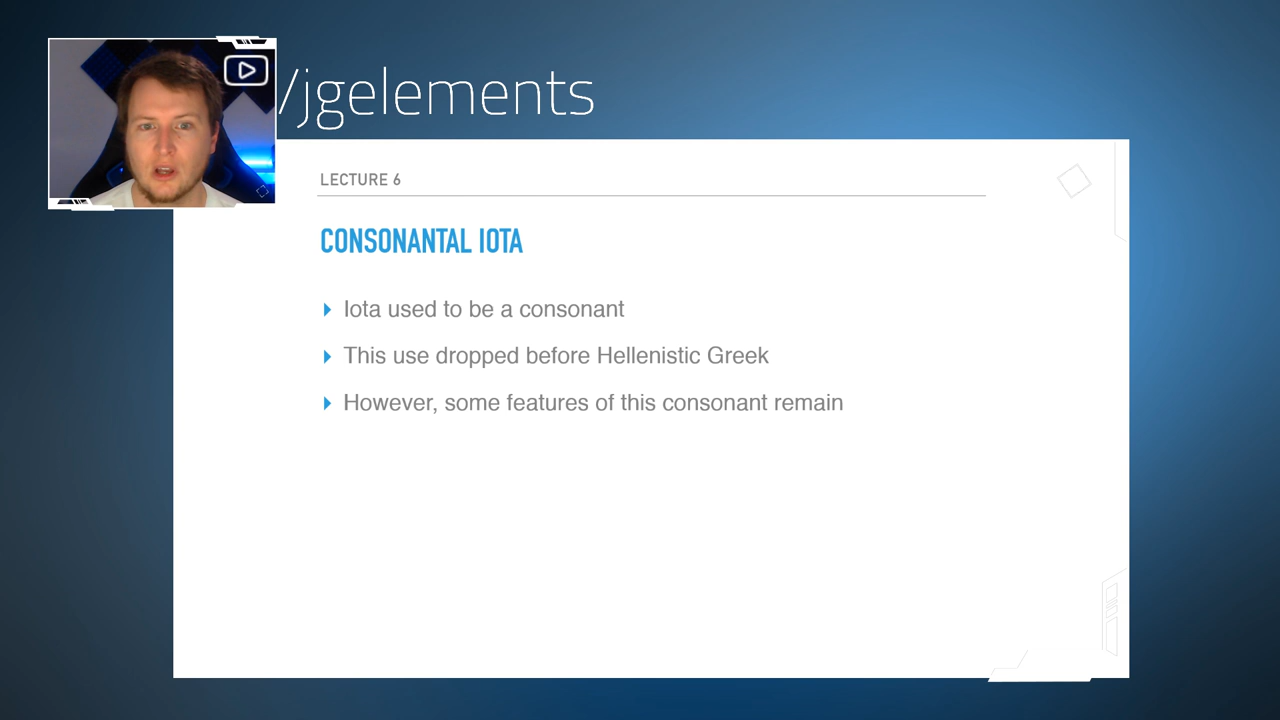 /jgelements
LECTURE 6
CONSONANTAL IOTA
Iota used to be a consonant
This use dropped before Hellenistic Greek
However, some features of this consonant remain